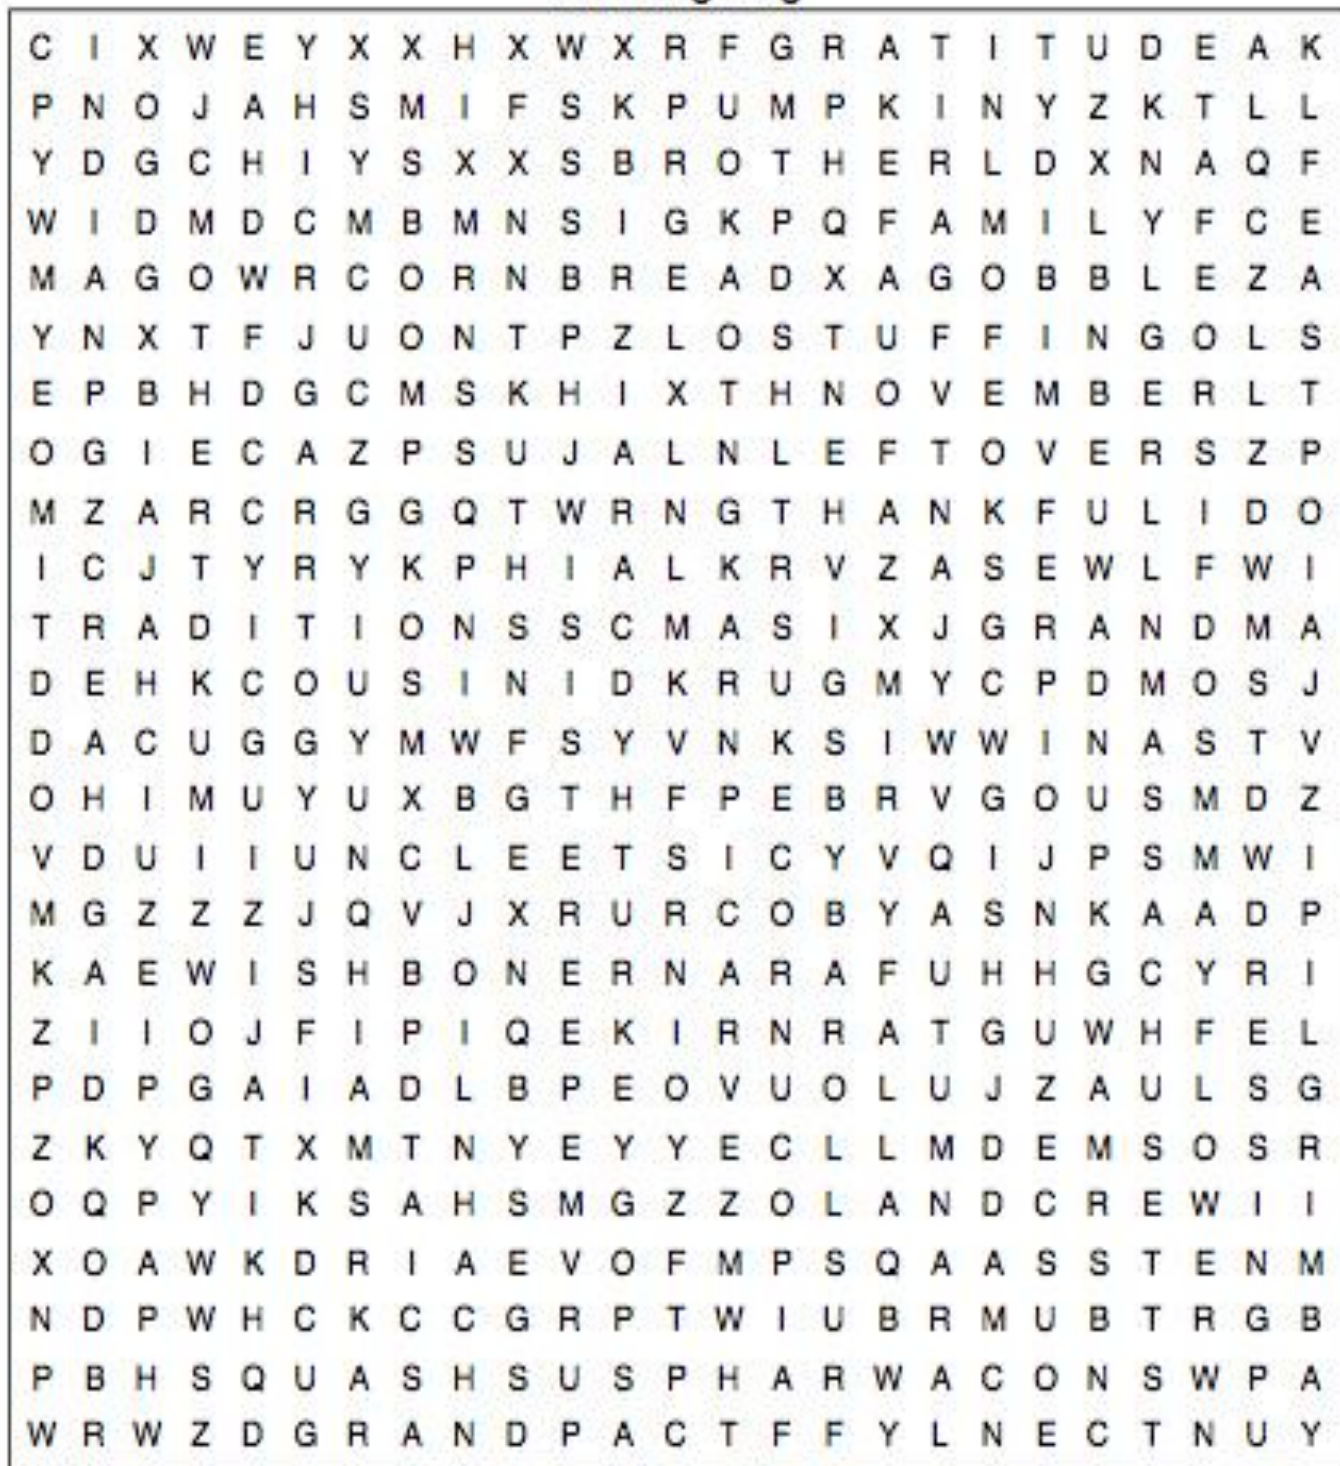 C I X W E Y X X H X W X R F G R A T I T U D E A K
P N O J A H S M I F S K P U M P K I N Y Z K T L L
Y D G C H I Y S X X S B R O T H E R L D X N A Q F
W I D M D C M B M N S I G K P Q F A M I L Y F C E
M A G O W R C O R N B R E A D X A G O B B L E Z A
Y N X T F J U O N T P Z L O S T U F F I N G O L S
E P B H D G C M S K H I X T H N O V E M B E R L T
O G I E C A Z P S U J A L N L E F T O V E R S Z P
M Z A R C R G G Q T W R N G T H A N K F U L I D O
I C J T Y R Y K P H I A L K R V Z A S E W L F W I
T R A D I T I O N S S C M A S I X J G R A N D M A
D E H K C O U S I N I D K R U G M Y C P D M O S J
D A C U G G Y M W F S Y V N K S I W W I N A S T V
O H I M U Y U X B G T H F P E B R V G O U S M D Z
V D U I I U N C L E E T S I C Y V Q I J P S M W I
M G Z Z Z J Q V J X R U R C O B Y A S N K A A D P
K A E W I S H B O N E R N A R A F U H H G C Y R I
Z I I O J F I P I Q E K I R N R A T G U W H F E L
P D P G A I A D L B P E O V U O L U J Z A U L S G
Z K Y Q T X M T N Y E Y Y E C L L M D E M S O S R
O Q P Y I K S A H S M G Z Z O L A N D C R E W I I
X O A W K D R I A E V O F M P S Q A A S S T E N M
N D P W H C K C C G R P T W I U B R M U B T R G B
P B H S Q U A S H S U S P H A R W A C O N S W P A
W R W Z D G R A N D P A C T F F Y L N E C T N U Y